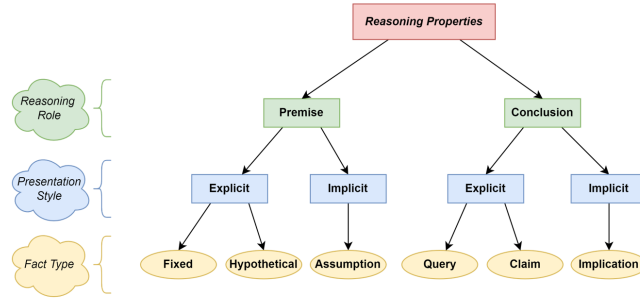 Reasoning Properties
Reasoning
Role
Premise
Conclusion
Presentation
Style
Explicit
Implicit
Explicit
Implicit
Fact Type
Fixed
Hypothetical
Assumption
Query
Claim
Implication